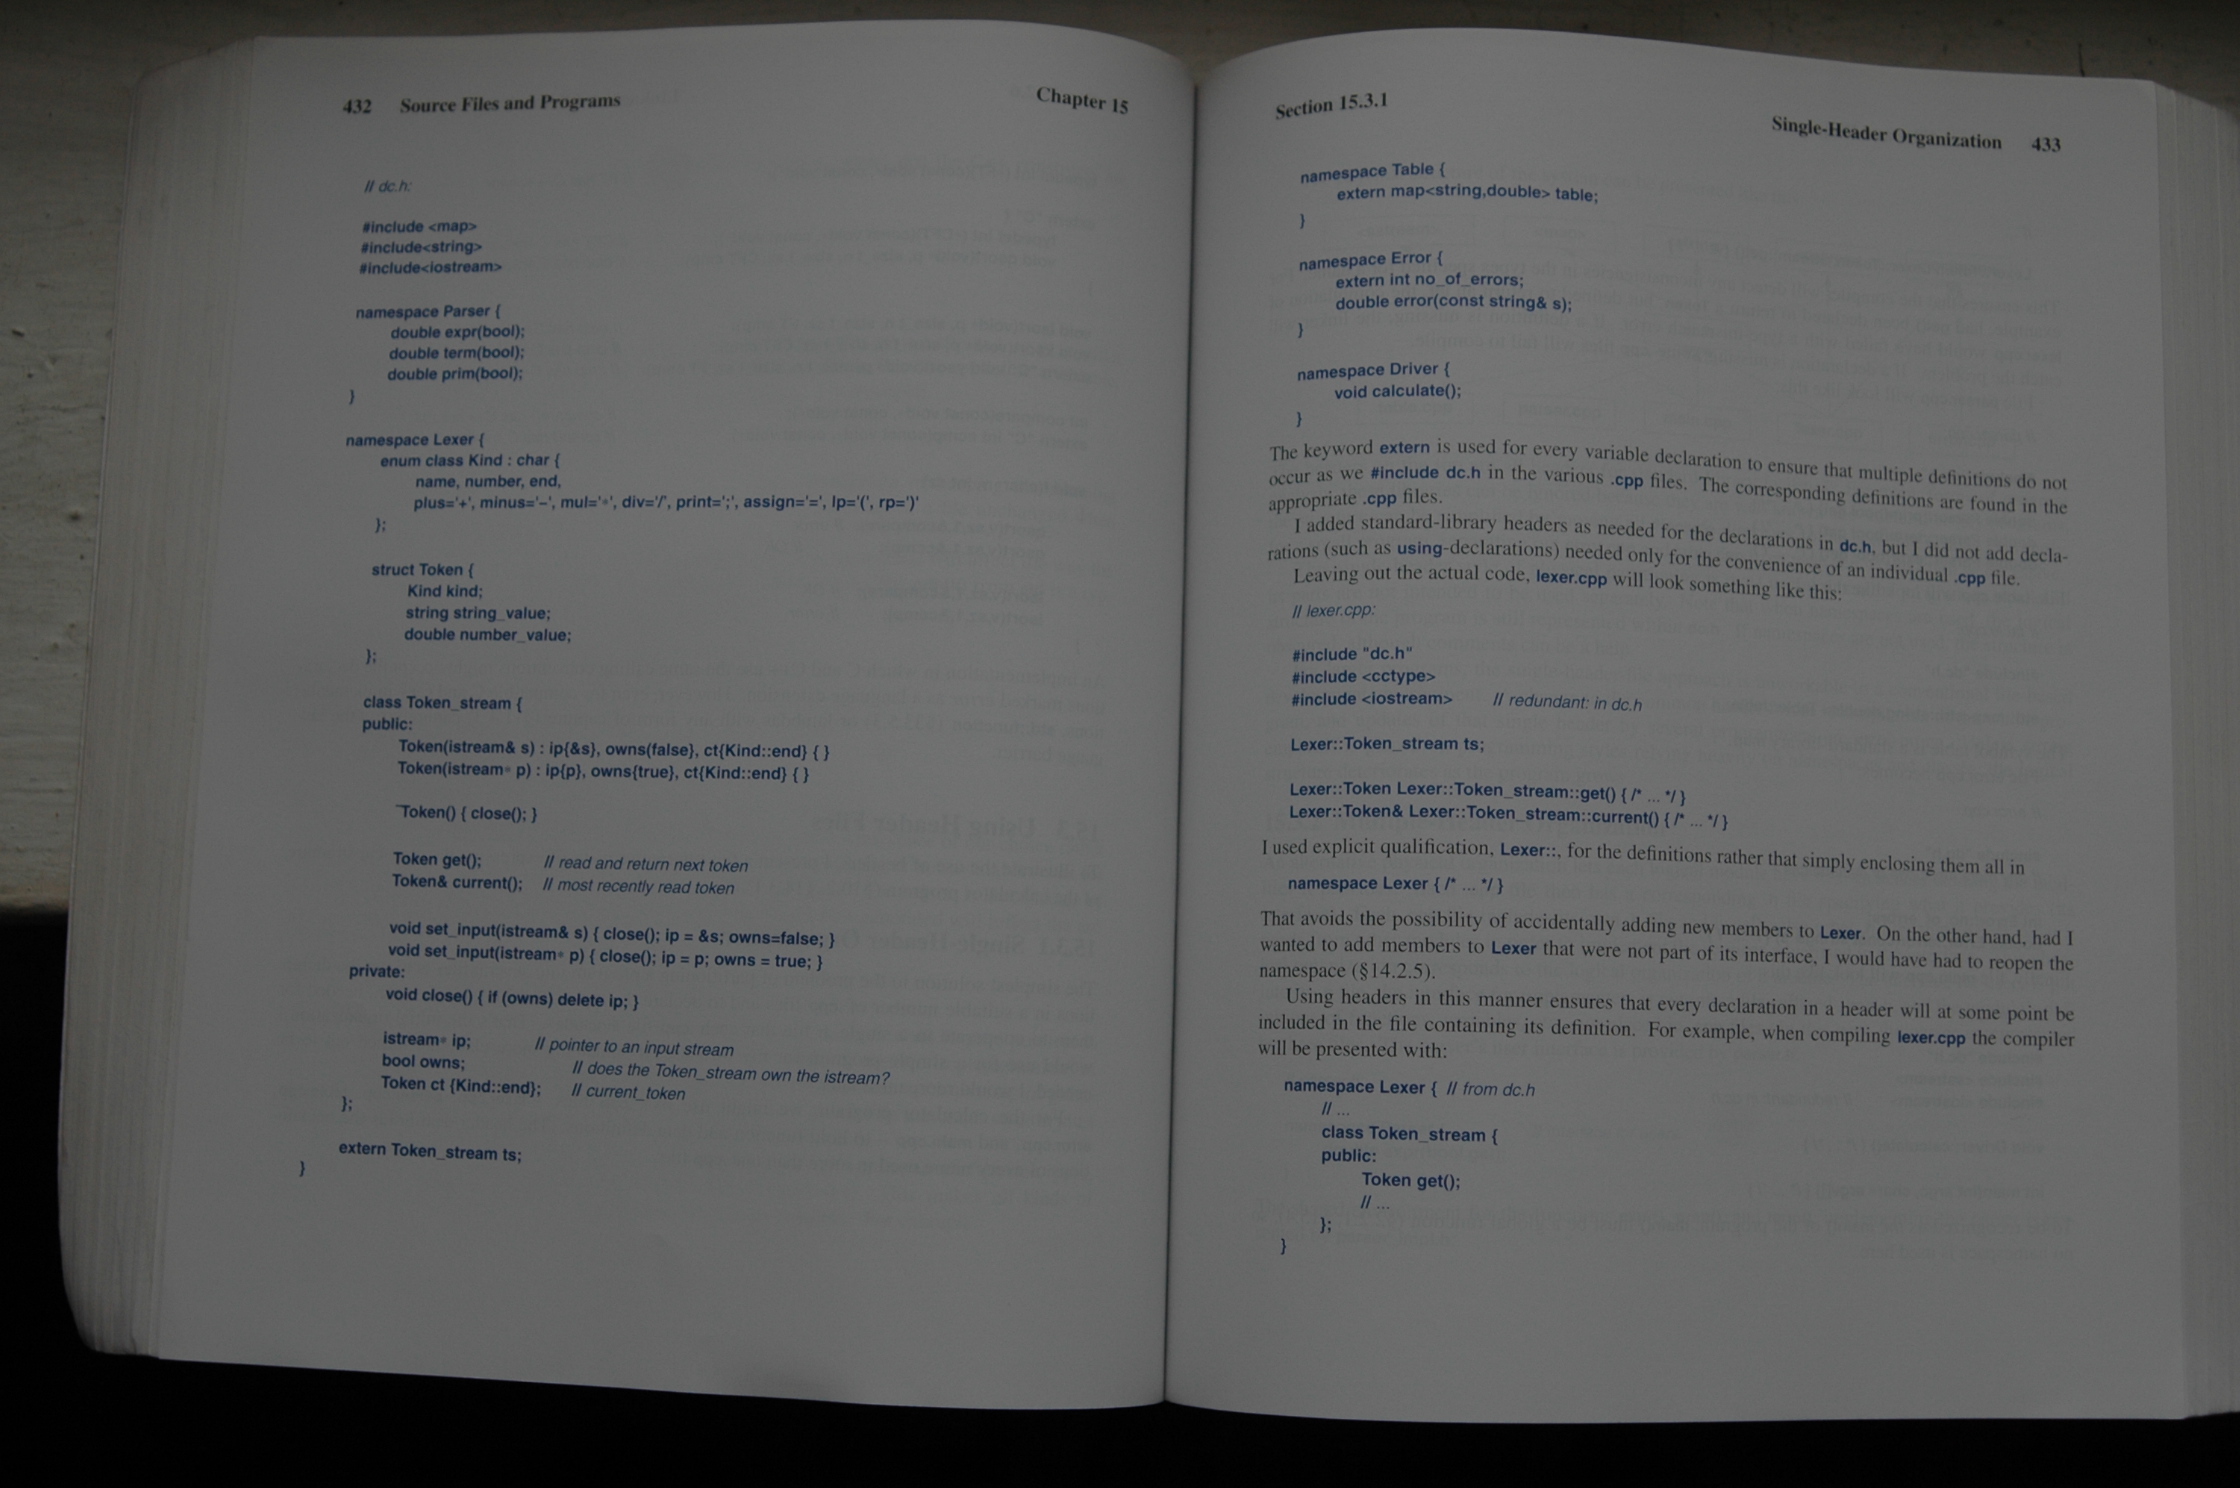 432 Source Files and Programs Chapter 15
// dc.h:
#include <map>
#include<string>
#include<iostream>
namespace Parser {
double expr(bool);
double term(bool);
double prim(bool);
}
namespace Lexer {
enum class Kind : char {
name, number, end,
plus='+', minus='−', mul='*', div='/', print=';', assign='=', lp='(', rp=')'
};
struct Token {
Kind kind;
string string_value;
double number_value;
};
class Token_stream {
public:
Token(istream& s) : ip{&s}, owns(false}, ct{Kind::end} { }
Token(istream* p) : ip{p}, owns{true}, ct{Kind::end} { }
~Token() { close(); }
Token get(); // read and return next token
Token& current(); // most recently read token
void set_input(istream& s) { close(); ip = &s; owns=false; }
void set_input(istream* p) { close(); ip = p; owns = true; }
private:
void close() { if (owns) delete ip; }
istream* ip; // pointer to an input stream
bool owns; // does the Token_stream own the istream?
Token ct {Kind::end}; // current_token
};
extern Token_stream ts;
}
Section 15.3.1 Single-Header Organization 433
namespace Table {
extern map<string,double> table;
}
namespace Error {
extern int no_of_errors;
double error(const string& s);
}
namespace Driver {
void calculate();
}
The keyword extern is used for every variable declaration to ensure that multiple definitions do not
occur as we #include dc.h in the various .cpp files. The corresponding definitions are found in the
appropriate .cpp files.
I added standard-library headers as needed for the declarations in dc.h, but I did not add decla-
rations (such as using-declarations) needed only for the convenience of an individual .cpp file.
Leaving out the actual code, lexer.cpp will look something like this:
// lexer.cpp:
#include "dc.h"
#include <cctype>
#include <iostream> // redundant: in dc.h
Lexer::Token_stream ts;
Lexer::Token Lexer::Token_stream::get() { /* ... */ }
Lexer::Token& Lexer::Token_stream::current() { /* ... */ }
I used explicit qualification, Lexer::, for the definitions rather that simply enclosing them all in
namespace Lexer { /* ... */ }
That avoids the possibility of accidentally adding new members to Lexer. On the other hand, had I
wanted to add members to Lexer that were not part of its interface, I would have had to reopen the
namespace (§14.2.5).
Using headers in this manner ensures that every declaration in a header will at some point be
included in the file containing its definition. For example, when compiling lexer.cpp the compiler
will be presented with:
namespace Lexer { // from dc.h
// ...
class Token_stream {
public:
Token get();
// ...
};
}